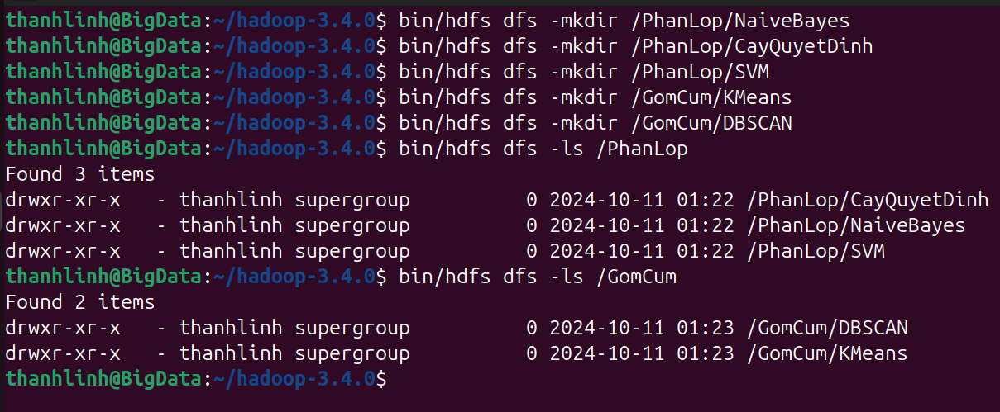 thanhlinh@BigData:~/hadoop-3.4.0$ bin/hdfs dfs -mkdir /PhanLop/NaiveBayes
thanhlinh@BigData:~/hadoop-3.4.0$ bin/hdfs dfs -mkdir /PhanLop/CayQuyetDinh
thanhlinh@BigData:~/hadoop-3.4.0$ bin/hdfs dfs -mkdir /PhanLop/SVM
thanhlinh@BigData:~/hadoop-3.4.0$ bin/hdfs dfs -mkdir /GomCum/KMeans
thanhlinh@BigData:~/hadoop-3.4.0$ bin/hdfs dfs -mkdir /GomCum/DBSCAN
thanhlinh@BigData:~/hadoop-3.4.0$ bin/hdfs dfs -ls /PhanLop
Found 3 items
drwxr-xr-x   - thanhlinh supergroup          0 2024-10-11 01:22 /PhanLop/CayQuyetDinh
drwxr-xr-x   - thanhlinh supergroup          0 2024-10-11 01:22 /PhanLop/NaiveBayes
drwxr-xr-x   - thanhlinh supergroup          0 2024-10-11 01:22 /PhanLop/SVM
thanhlinh@BigData:~/hadoop-3.4.0$ bin/hdfs dfs -ls /GomCum
Found 2 items
drwxr-xr-x   - thanhlinh supergroup          0 2024-10-11 01:23 /GomCum/DBSCAN
drwxr-xr-x   - thanhlinh supergroup          0 2024-10-11 01:23 /GomCum/KMeans
thanhlinh@BigData:~/hadoop-3.4.0$